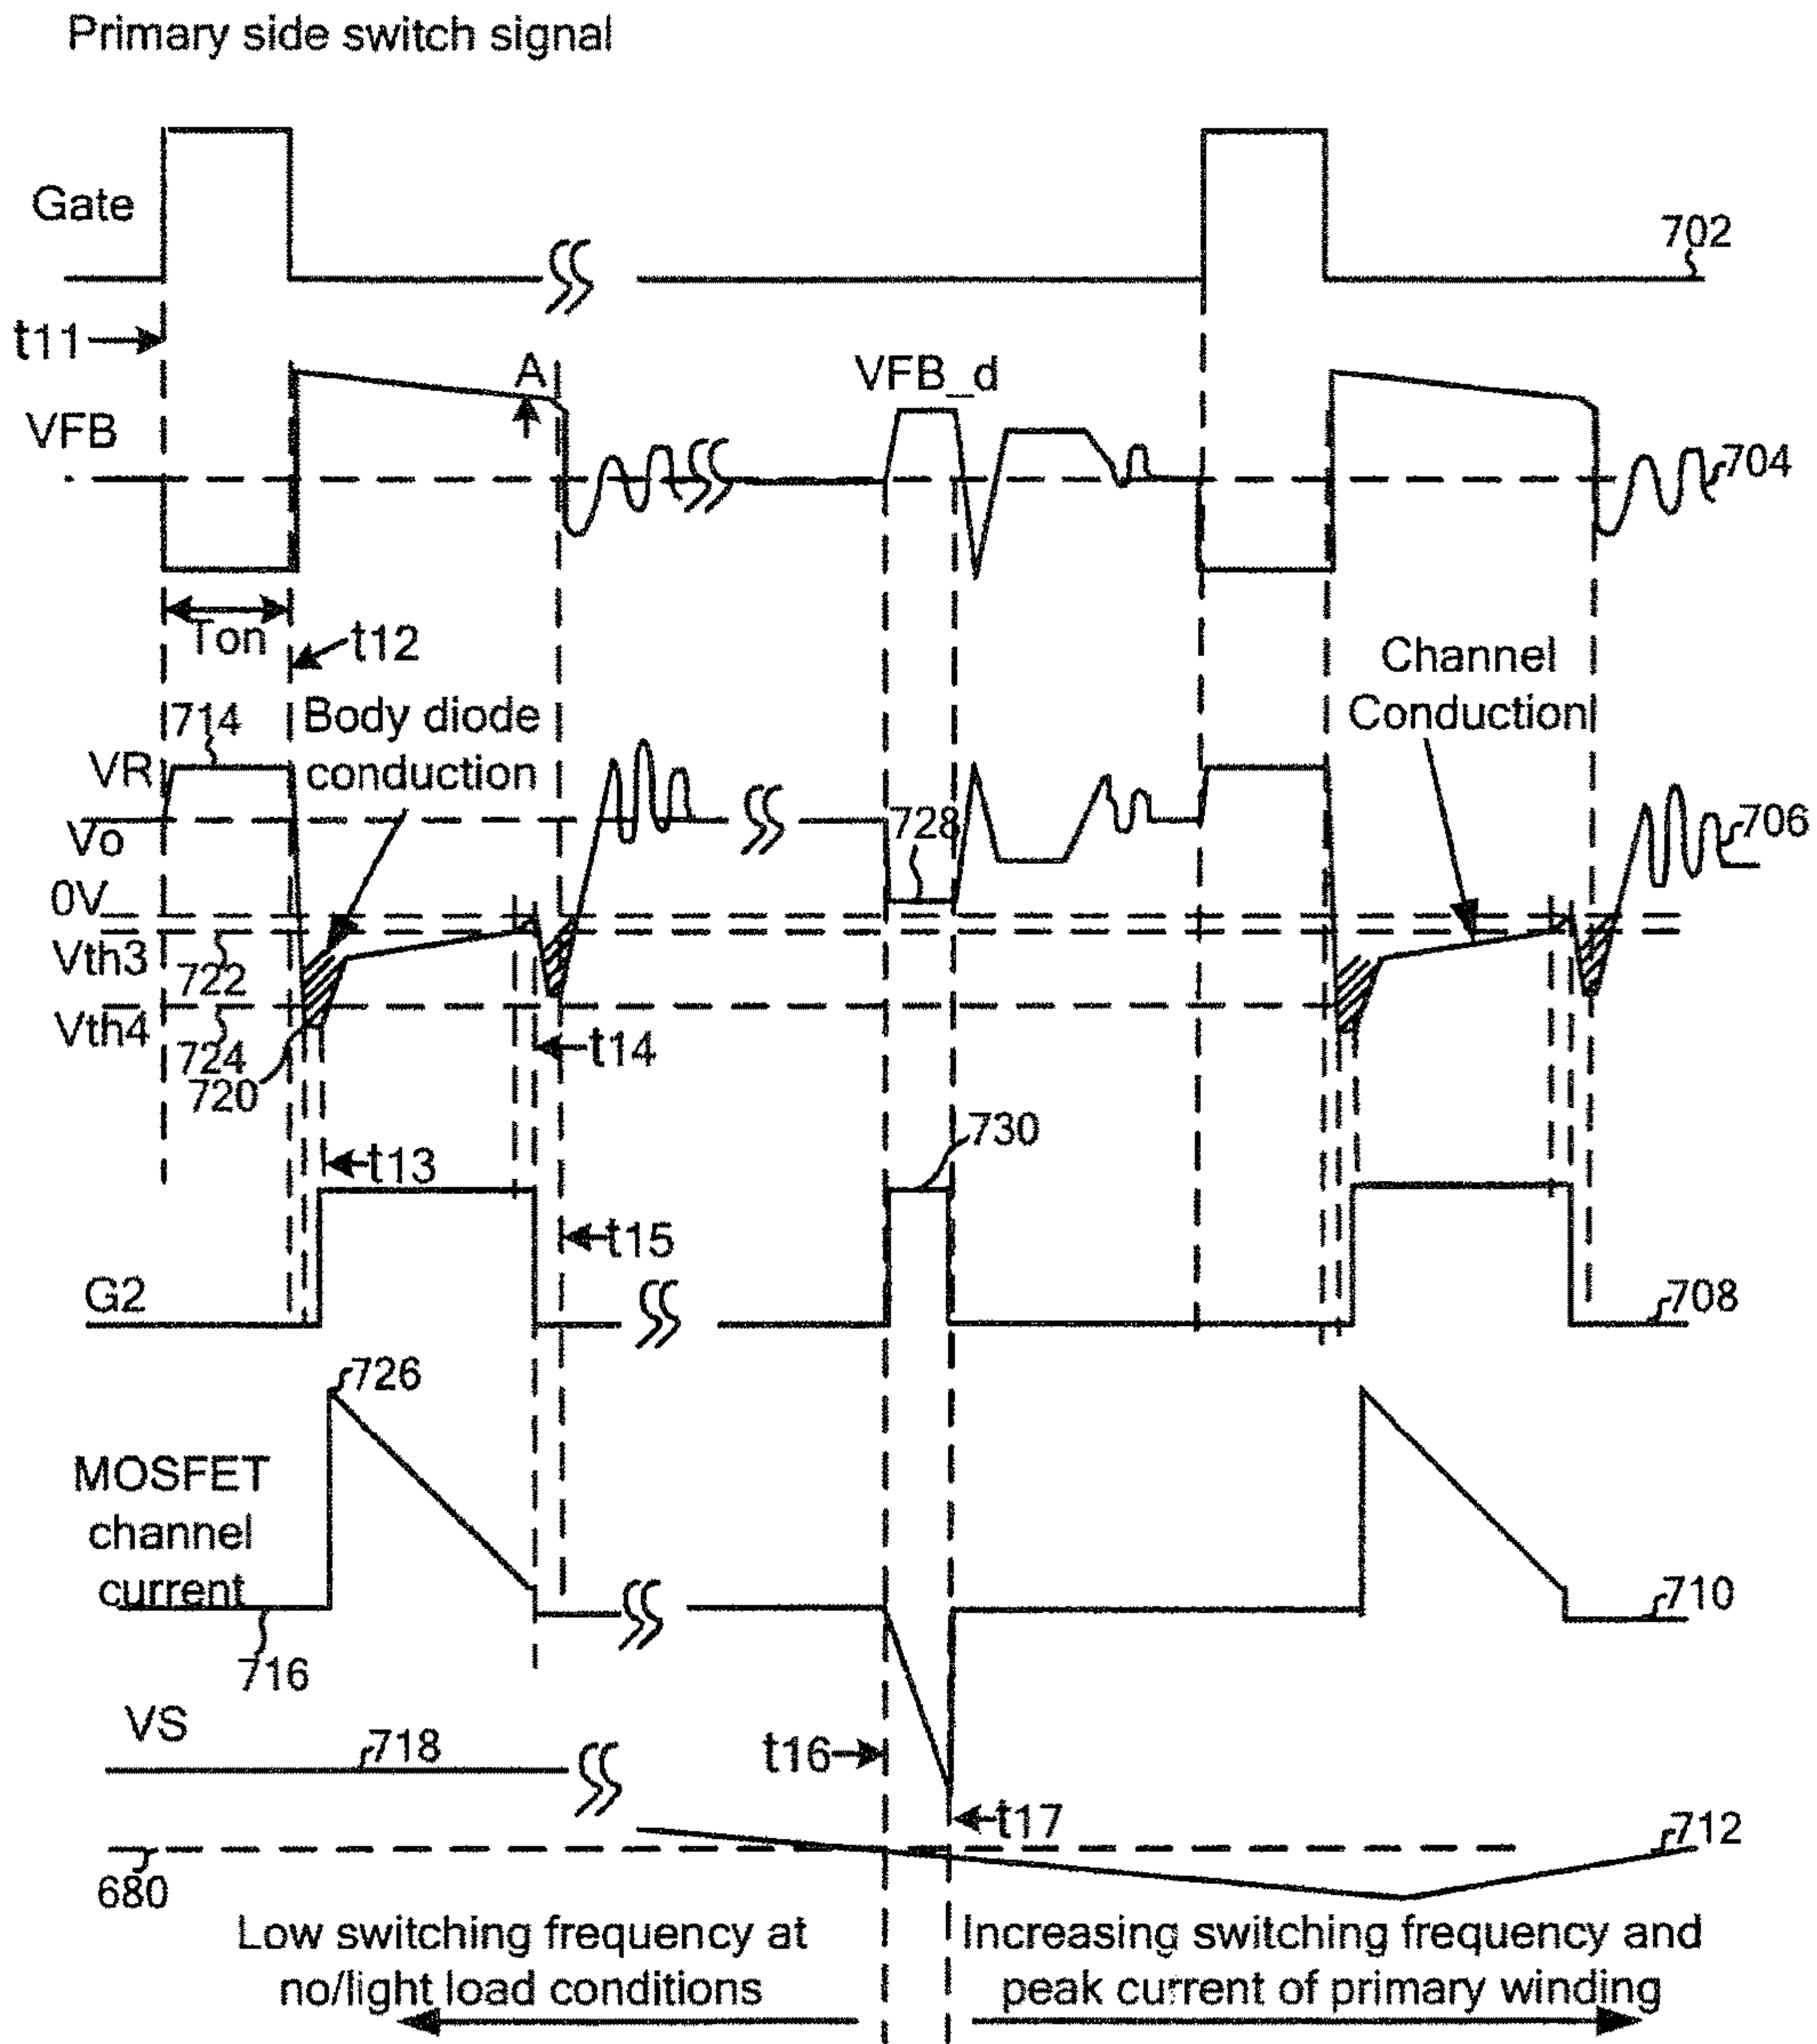 Primary side switch signal
Gate
702
t11
A
VFB_d
VFB
704
Ton
t12
Channel
Conduction
714
Body diode
conduction
VR
Vo
728
706
0V
Vth3
722
Vth4
724
720
t14
730
t13
t15
G2
708
726
MOSFET
channel
current
710
716
VS
718
t16
t17
712
680
Low switching frequency at
no/light load conditions
Increasing switching frequency and
peak current of primary winding